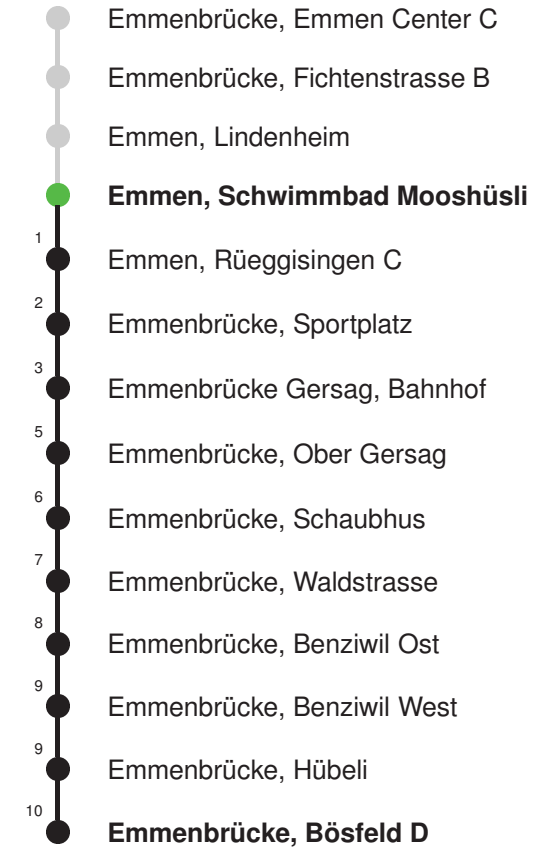 Emmenbrücke, Emmen Center C
Emmenbrücke, Fichtenstrasse B
Emmen, Lindenheim
Emmen, Schwimmbad Mooshüsli
1 Emmen, Rüeggisingen C
2 Emmenbrücke, Sportplatz
3 Emmenbrücke Gersag, Bahnhof
5 Emmenbrücke, Ober Gersag
6 Emmenbrücke, Schaubhus
7 Emmenbrücke, Waldstrasse
8 Emmenbrücke, Benziwil Ost
9 Emmenbrücke, Benziwil West
9 Emmenbrücke, Hübeli
10 Emmenbrücke, Bösfeld D